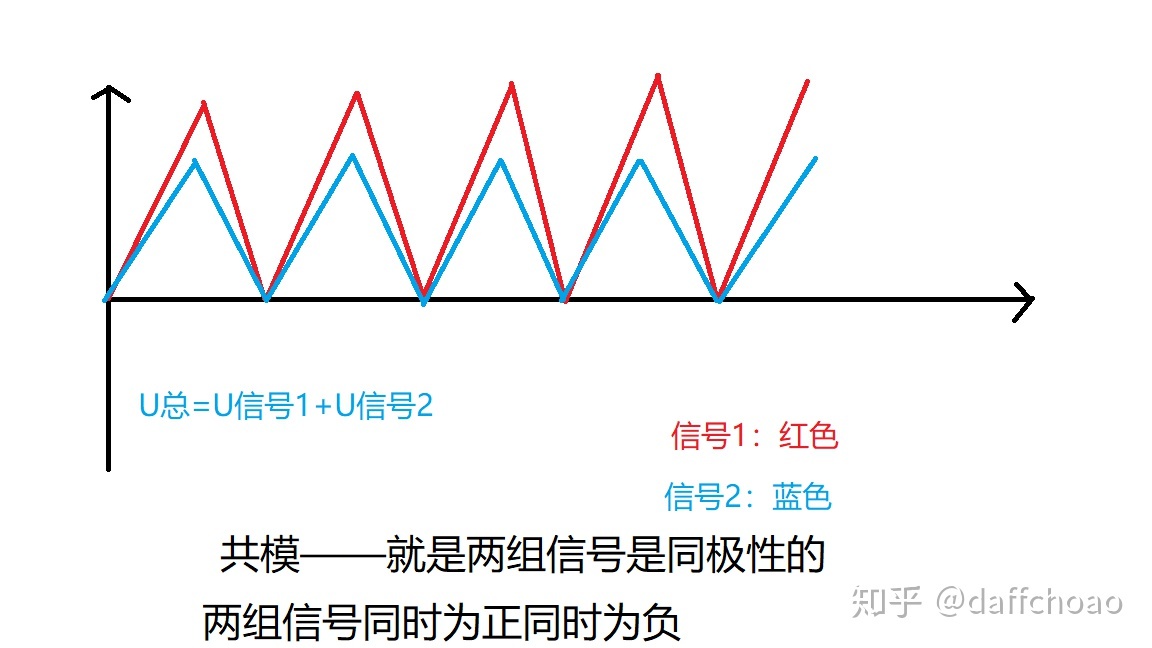 U总=U信号1+U信号2
信号1：红色
信号2：蓝色
共模——就是两组信号是同极性的
两组信号同时为正同时为负
知乎 @daffchoao